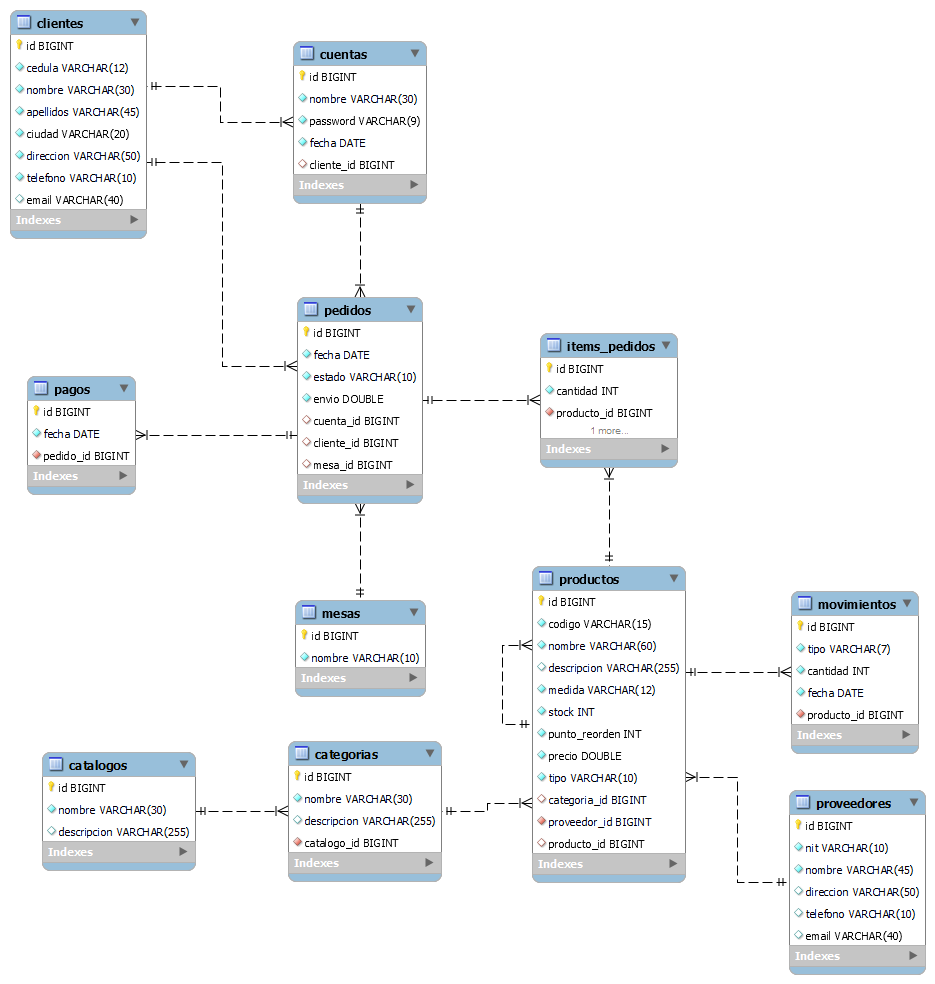 clientes
id BIGINT
cedula VARCHAR(12)
nombre VARCHAR(30)
apellidos VARCHAR(45)
ciudad VARCHAR(20)
direccion VARCHAR(50)
telefono VARCHAR(10)
email VARCHAR(40)
Indexes
cuentas
id BIGINT
nombre VARCHAR(30)
password VARCHAR(9)
fecha DATE
cliente_id BIGINT
Indexes
pedidos
id BIGINT
fecha DATE
estado VARCHAR(10)
envio DOUBLE
cuenta_id BIGINT
cliente_id BIGINT
mesa_id BIGINT
Indexes
items_pedidos
id BIGINT
cantidad INT
producto_id BIGINT
1 more...
Indexes
pagos
id BIGINT
fecha DATE
pedido_id BIGINT
Indexes
mesas
id BIGINT
nombre VARCHAR(10)
Indexes
productos
id BIGINT
codigo VARCHAR(15)
nombre VARCHAR(60)
descripcion VARCHAR(255)
medida VARCHAR(12)
stock INT
punto_reorden INT
precio DOUBLE
tipo VARCHAR(10)
categoria_id BIGINT
proveedor_id BIGINT
producto_id BIGINT
Indexes
movimientos
id BIGINT
tipo VARCHAR(7)
cantidad INT
fecha DATE
producto_id BIGINT
Indexes
catalogos
id BIGINT
nombre VARCHAR(30)
descripcion VARCHAR(255)
Indexes
categorias
id BIGINT
nombre VARCHAR(30)
descripcion VARCHAR(255)
catalogo_id BIGINT
Indexes
proveedores
id BIGINT
nit VARCHAR(10)
nombre VARCHAR(45)
direccion VARCHAR(50)
telefono VARCHAR(10)
email VARCHAR(40)
Indexes